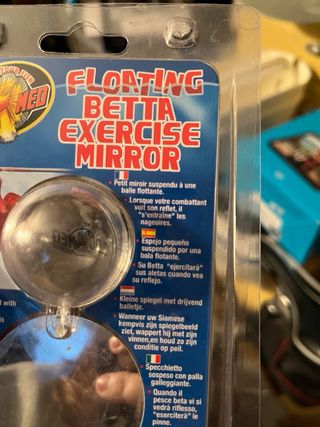 MED
FLOATING
BETTA
EXERCISE
MIRROR
Petit miroir suspendu à une
balle flottante.
Lorsque votre combattant
voit son reflet, il
"s'entraîne" les
nageoires.
Espejo pequeño
suspendido por una
bola flotante.
Su Betta "ejercitará"
sus aletas cuando vea
su reflejo.
Kleine spiegel met drijvend
balletje.
Wanneer uw Siamese
kempvis zijn spiegelbeeld
ziet, wappert hij met zijn
vinnen,en houd zo zijn
conditie op peil.
Specchietto
sospeso con palla
galleggiante.
Quando il
pesce beta vi si
vedrà riflesso,
"eserciterà" le
pinne.
with